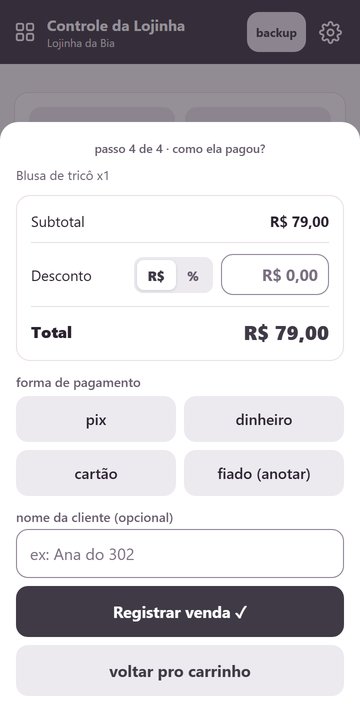 Controle da Lojinha
Lojinha da Bia
backup
passo 4 de 4 · como ela pagou?
Blusa de tricô x1
Subtotal R$ 79,00
Desconto R$ % R$ 0,00
Total R$ 79,00
forma de pagamento
pix dinheiro
cartão fiado (anotar)
nome da cliente (opcional)
ex: Ana do 302
Registrar venda ✓
voltar pro carrinho